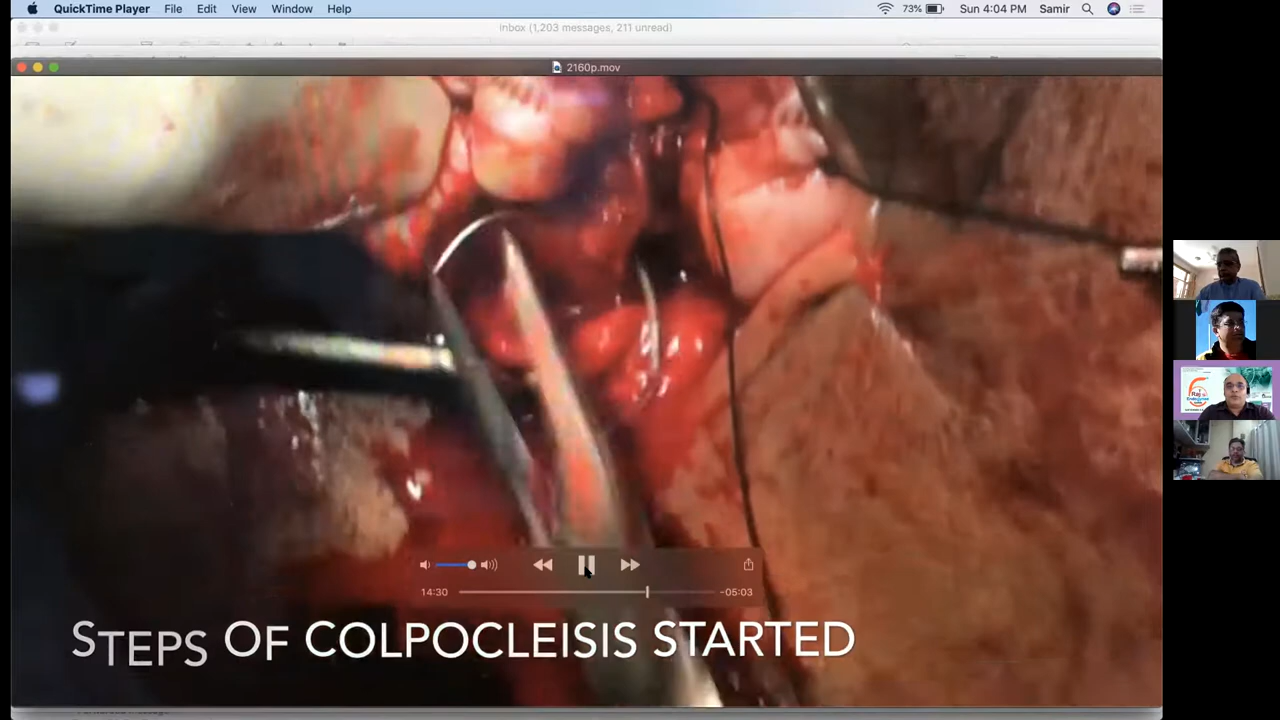 QuickTime Player File Edit View Window Help 73% Sun 4:04 PM Samir
Inbox (1,203 messages, 211 unread)
2160p.mov
14:30 -05:03
STEPS OF COLPOCLEISIS STARTED
Raj